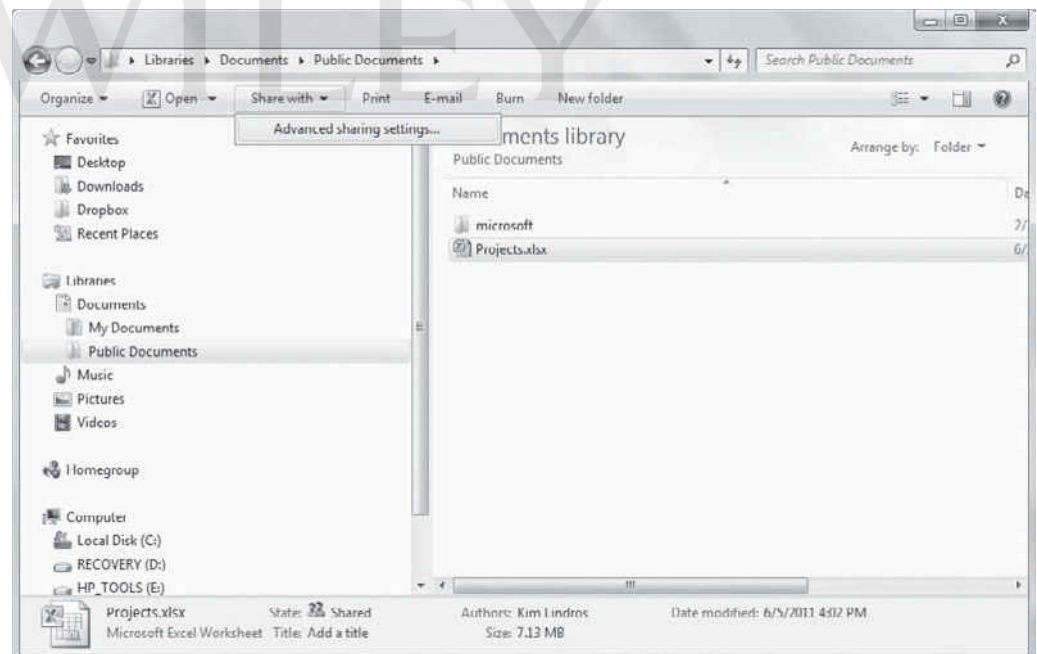 WILEY
Libraries Documents Public Documents
Search Public Documents
Organize Open Share with Print E-mail Burn New folder
Advanced sharing settings...
Favorites
Desktop
Downloads
Dropbox
Recent Places
Libraries
Documents
My Documents
Public Documents
Music
Pictures
Videos
Homegroup
Computer
Local Disk (C:)
RECOVERY (D:)
HP_TOOLS (E:)
ments library
Public Documents
Arrange by: Folder
Name
microsoft
Projects.xlsx
Projects.xlsx State: Shared Authors: Kim Lindros Date modified: 6/5/2011 4:02 PM
Microsoft Excel Worksheet Title: Add a title Size: 7.13 MB